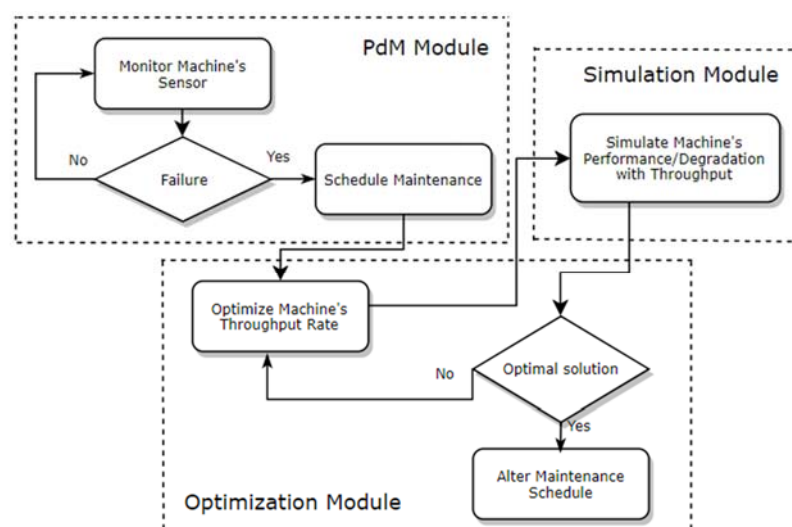 PdM Module
Monitor Machine's
Sensor
No
Failure
Yes
Schedule Maintenance
Simulation Module
Simulate Machine's
Performance/Degradation
with Throughput
Optimize Machine's
Throughput Rate
No
Optimal solution
Yes
Alter Maintenance
Schedule
Optimization Module